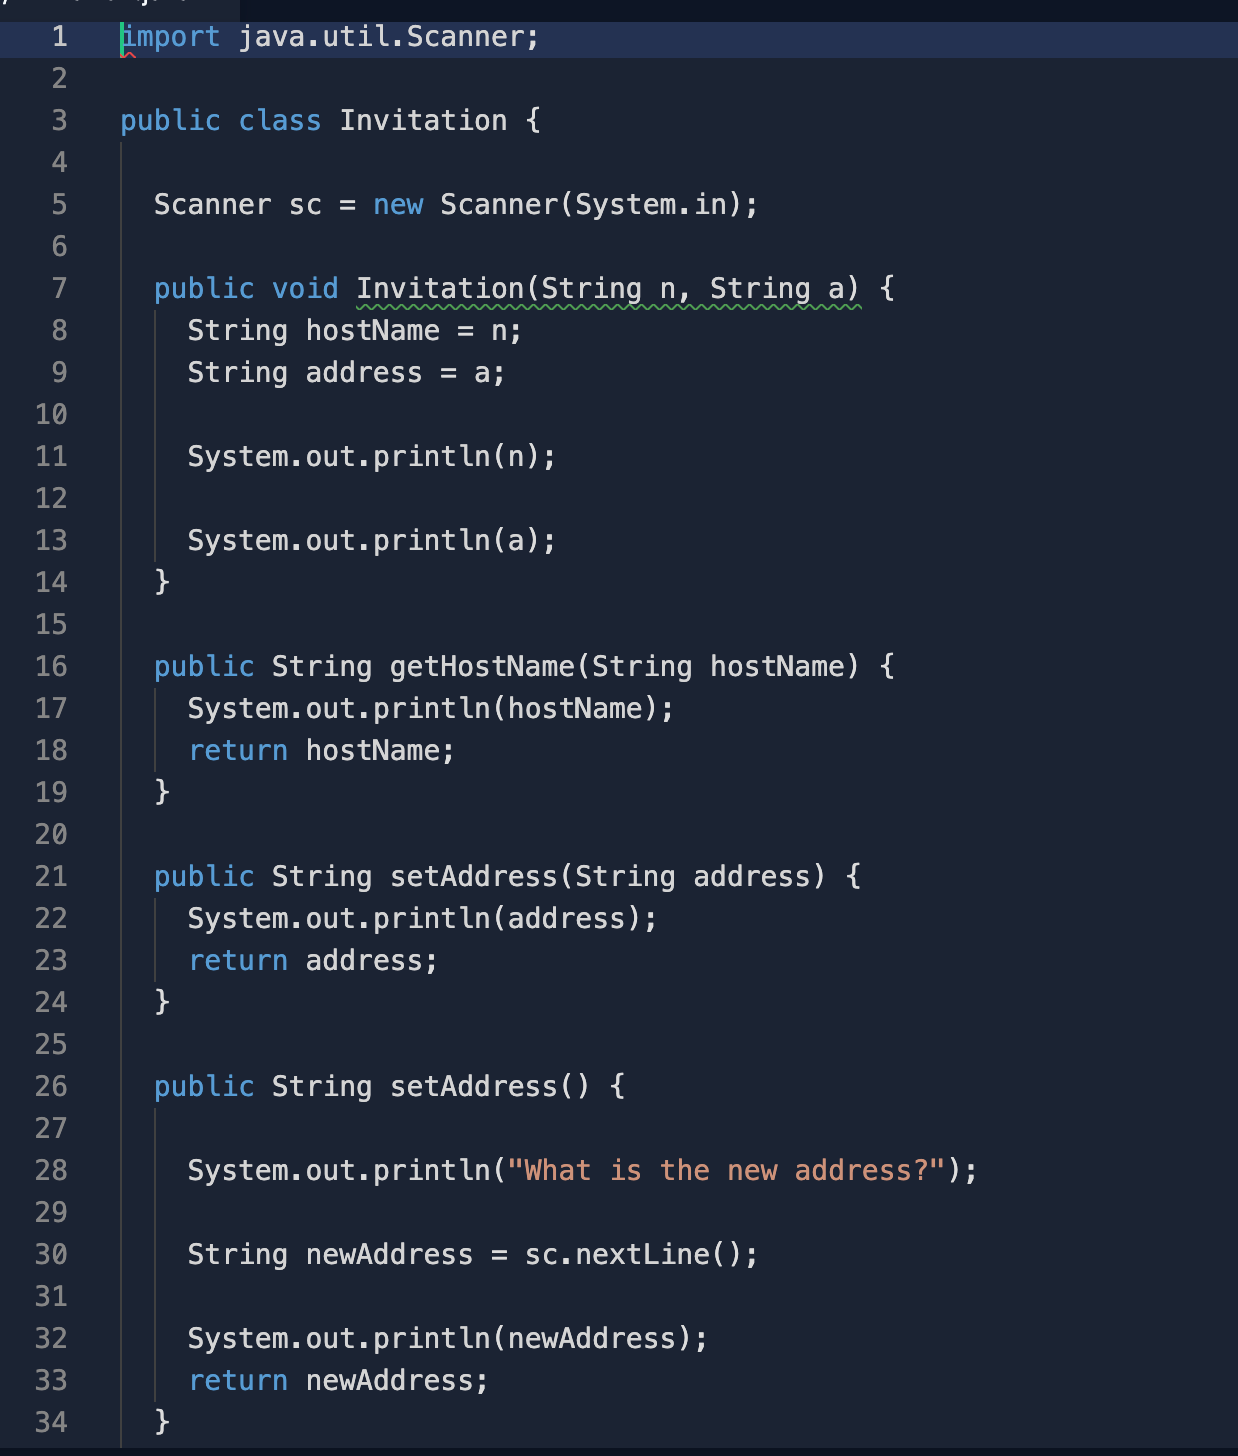 1 import java.util.Scanner;
2
3 public class Invitation {
4
5 Scanner sc = new Scanner(System.in);
6
7 public void Invitation(String n, String a) {
8 String hostName = n;
9 String address = a;
10
11 System.out.println(n);
12
13 System.out.println(a);
14 }
15
16 public String getHostName(String hostName) {
17 System.out.println(hostName);
18 return hostName;
19 }
20
21 public String setAddress(String address) {
22 System.out.println(address);
23 return address;
24 }
25
26 public String setAddress() {
27
28 System.out.println("What is the new address?");
29
30 String newAddress = sc.nextLine();
31
32 System.out.println(newAddress);
33 return newAddress;
34 }